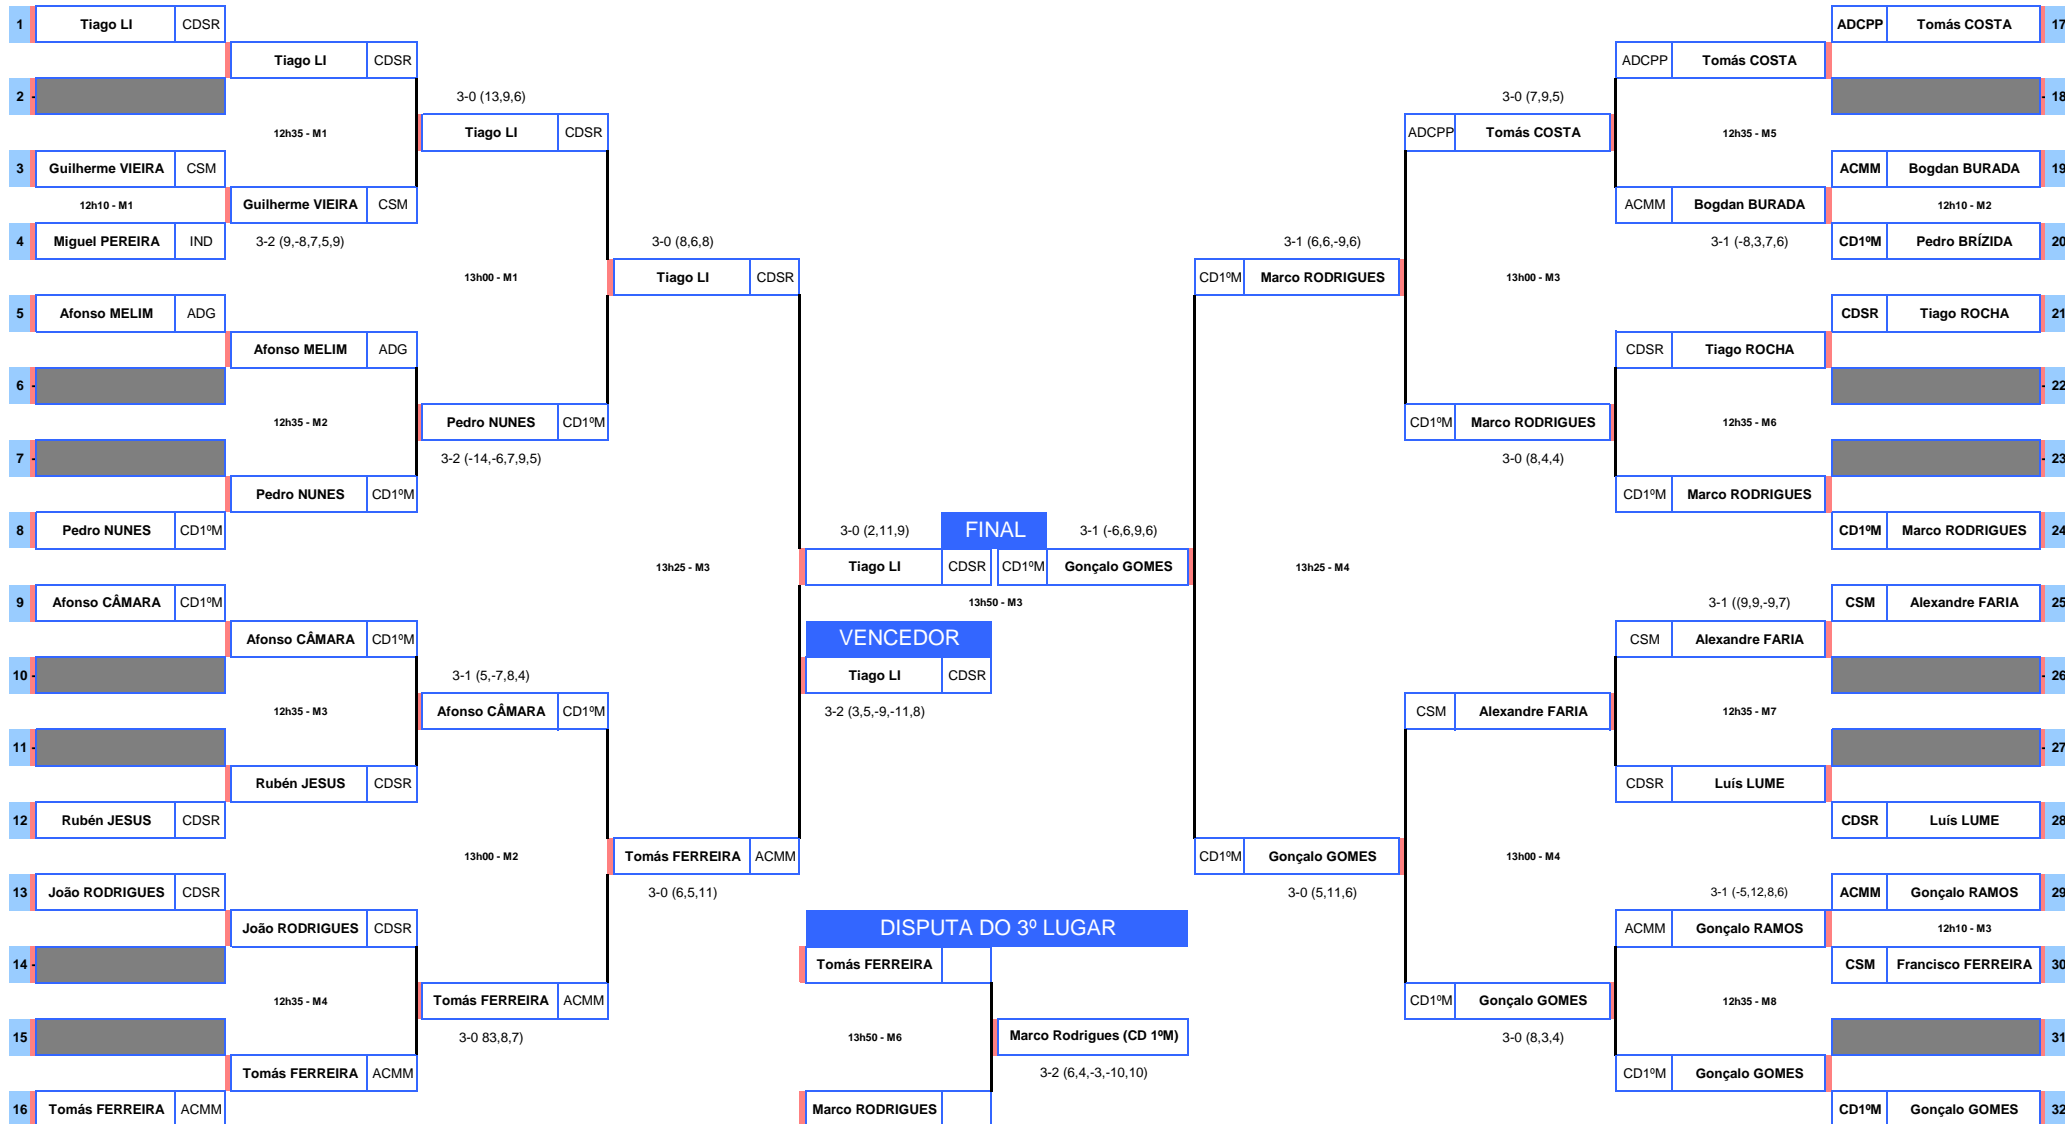 1 Tiago LI CDSR ADCPP Tomás COSTA 17
Tiago LI CDSR ADCPP Tomás COSTA
2 - 3-0 (13,9,6) 3-0 (7,9,5) - 18
12h35 - M1 Tiago LI CDSR ADCPP Tomás COSTA 12h35 - M5
3 Guilherme VIEIRA CSM ACMM Bogdan BURADA 19
12h10 - M1 Guilherme VIEIRA CSM ACMM Bogdan BURADA 12h10 - M2
4 Miguel PEREIRA IND 3-2 (9,-8,7,5,9) 3-0 (8,6,8) 3-1 (6,6,-9,6) 3-1 (-8,3,7,6) CD1ºM Pedro BRÍZIDA 20
13h00 - M1 Tiago LI CDSR CD1ºM Marco RODRIGUES 13h00 - M3
5 Afonso MELIM ADG CDSR Tiago ROCHA 21
Afonso MELIM ADG CDSR Tiago ROCHA
6 - - 22
12h35 - M2 Pedro NUNES CD1ºM CD1ºM Marco RODRIGUES 12h35 - M6
7 - 3-2 (-14,-6,7,9,5) 3-0 (8,4,4) - 23
Pedro NUNES CD1ºM CD1ºM Marco RODRIGUES
8 Pedro NUNES CD1ºM 3-0 (2,11,9) FINAL 3-1 (-6,6,9,6) CD1ºM Marco RODRIGUES 24
13h25 - M3 Tiago LI CDSR CD1ºM Gonçalo GOMES 13h25 - M4
9 Afonso CÂMARA CD1ºM 13h50 - M3 3-1 ((9,9,-9,7) CSM Alexandre FARIA 25
Afonso CÂMARA CD1ºM VENCEDOR CSM Alexandre FARIA
10 - 3-1 (5,-7,8,4) Tiago LI CDSR - 26
12h35 - M3 Afonso CÂMARA CD1ºM 3-2 (3,5,-9,-11,8) CSM Alexandre FARIA 12h35 - M7
11 - - 27
Rubén JESUS CDSR CDSR Luís LUME
12 Rubén JESUS CDSR CDSR Luís LUME 28
13h00 - M2 Tomás FERREIRA ACMM CD1ºM Gonçalo GOMES 13h00 - M4
13 João RODRIGUES CDSR 3-0 (6,5,11) 3-0 (5,11,6) 3-1 (-5,12,8,6) ACMM Gonçalo RAMOS 29
João RODRIGUES CDSR DISPUTA DO 3º LUGAR ACMM Gonçalo RAMOS 12h10 - M3
14 - Tomás FERREIRA CSM Francisco FERREIRA 30
12h35 - M4 Tomás FERREIRA ACMM CD1ºM Gonçalo GOMES 12h35 - M8
15 - 3-0 83,8,7) 13h50 - M6 Marco Rodrigues (CD 1ºM) 3-0 (8,3,4) - 31
Tomás FERREIRA ACMM 3-2 (6,4,-3,-10,10) CD1ºM Gonçalo GOMES
16 Tomás FERREIRA ACMM Marco RODRIGUES CD1ºM Gonçalo GOMES 32